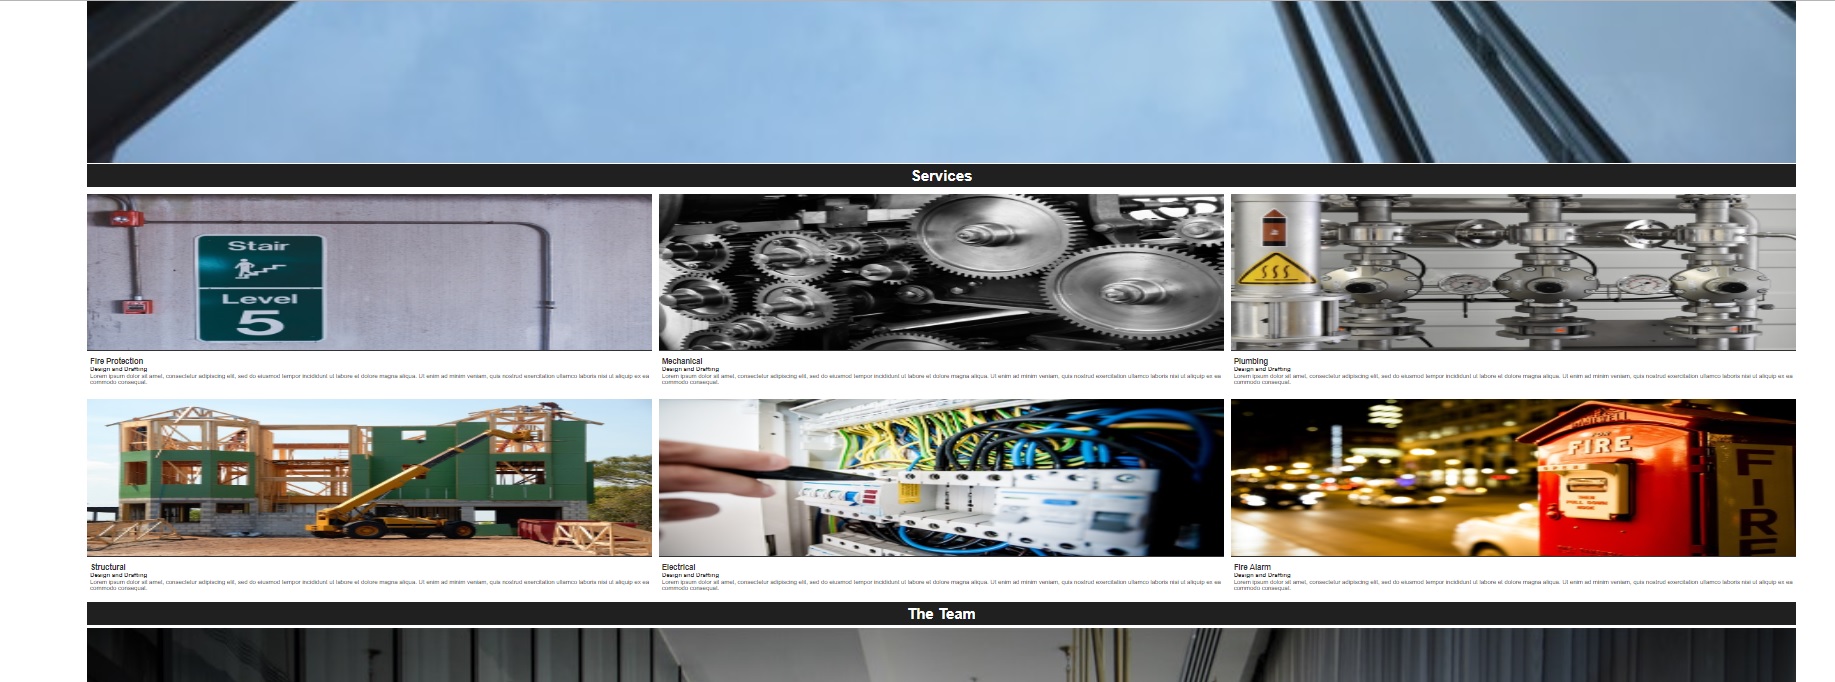 Services
Stair
Level
5
FIRE
FIRE
Fire Protection
Design and Drafting
Lorem ipsum dolor sit amet, consectetur adipiscing elit, sed do eiusmod tempor incididunt ut labore et dolore magna aliqua. Ut enim ad minim veniam, quis nostrud exercitation ullamco laboris nisi ut aliquip ex ea
commodo consequat.
Mechanical
Design and Drafting
Lorem ipsum dolor sit amet, consectetur adipiscing elit, sed do eiusmod tempor incididunt ut labore et dolore magna aliqua. Ut enim ad minim veniam, quis nostrud exercitation ullamco laboris nisi ut aliquip ex ea
commodo consequat.
Plumbing
Design and Drafting
Lorem ipsum dolor sit amet, consectetur adipiscing elit, sed do eiusmod tempor incididunt ut labore et dolore magna aliqua. Ut enim ad minim veniam, quis nostrud exercitation ullamco laboris nisi ut aliquip ex ea
commodo consequat.
Structural
Design and Drafting
Lorem ipsum dolor sit amet, consectetur adipiscing elit, sed do eiusmod tempor incididunt ut labore et dolore magna aliqua. Ut enim ad minim veniam, quis nostrud exercitation ullamco laboris nisi ut aliquip ex ea
commodo consequat.
Electrical
Design and Drafting
Lorem ipsum dolor sit amet, consectetur adipiscing elit, sed do eiusmod tempor incididunt ut labore et dolore magna aliqua. Ut enim ad minim veniam, quis nostrud exercitation ullamco laboris nisi ut aliquip ex ea
commodo consequat.
Fire Alarm
Design and Drafting
Lorem ipsum dolor sit amet, consectetur adipiscing elit, sed do eiusmod tempor incididunt ut labore et dolore magna aliqua. Ut enim ad minim veniam, quis nostrud exercitation ullamco laboris nisi ut aliquip ex ea
commodo consequat.
The Team